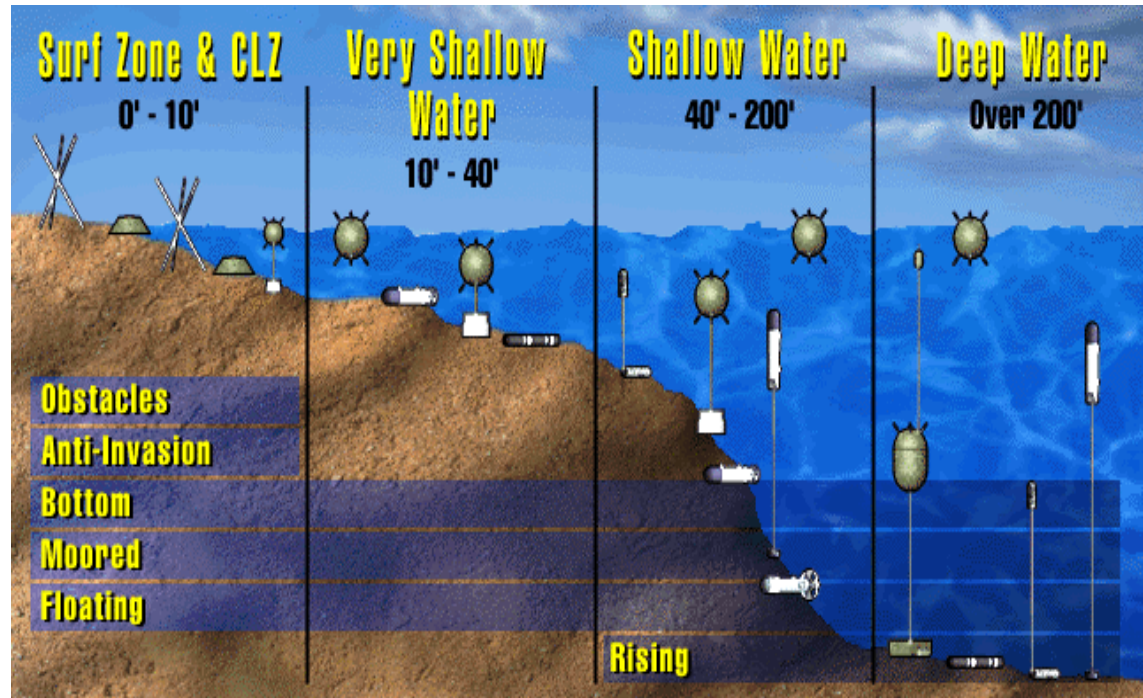 Surf Zone & CLZ
0' - 10'
Very Shallow
Water
10' - 40'
Shallow Water
40' - 200'
Deep Water
Over 200'
Obstacles
Anti-Invasion
Bottom
Moored
Floating
Rising